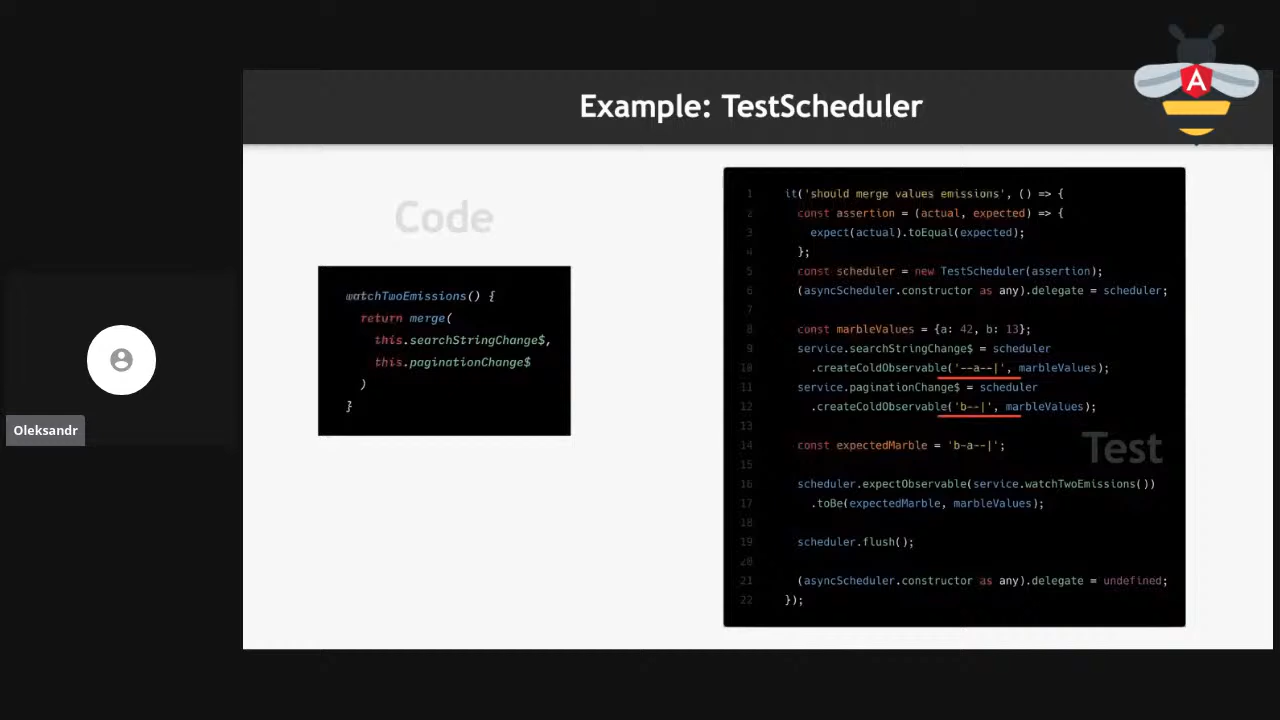 Example: TestScheduler
A
Code
watchTwoEmissions() {
return merge(
this.searchStringChange$,
this.paginationChange$
)
}
1 it('should merge values emissions', () => {
2 const assertion = (actual, expected) => {
3 expect(actual).toEqual(expected);
4 };
5 const scheduler = new TestScheduler(assertion);
6 (asyncScheduler.constructor as any).delegate = scheduler;
7
8 const marbleValues = {a: 42, b: 13};
9 service.searchStringChange$ = scheduler
10 .createColdObservable('--a--|', marbleValues);
11 service.paginationChange$ = scheduler
12 .createColdObservable('b--|', marbleValues);
13
14 const expectedMarble = 'b-a--|';
15
16 scheduler.expectObservable(service.watchTwoEmissions())
17 .toBe(expectedMarble, marbleValues);
18
19 scheduler.flush();
20
21 (asyncScheduler.constructor as any).delegate = undefined;
22 });
Test
Oleksandr